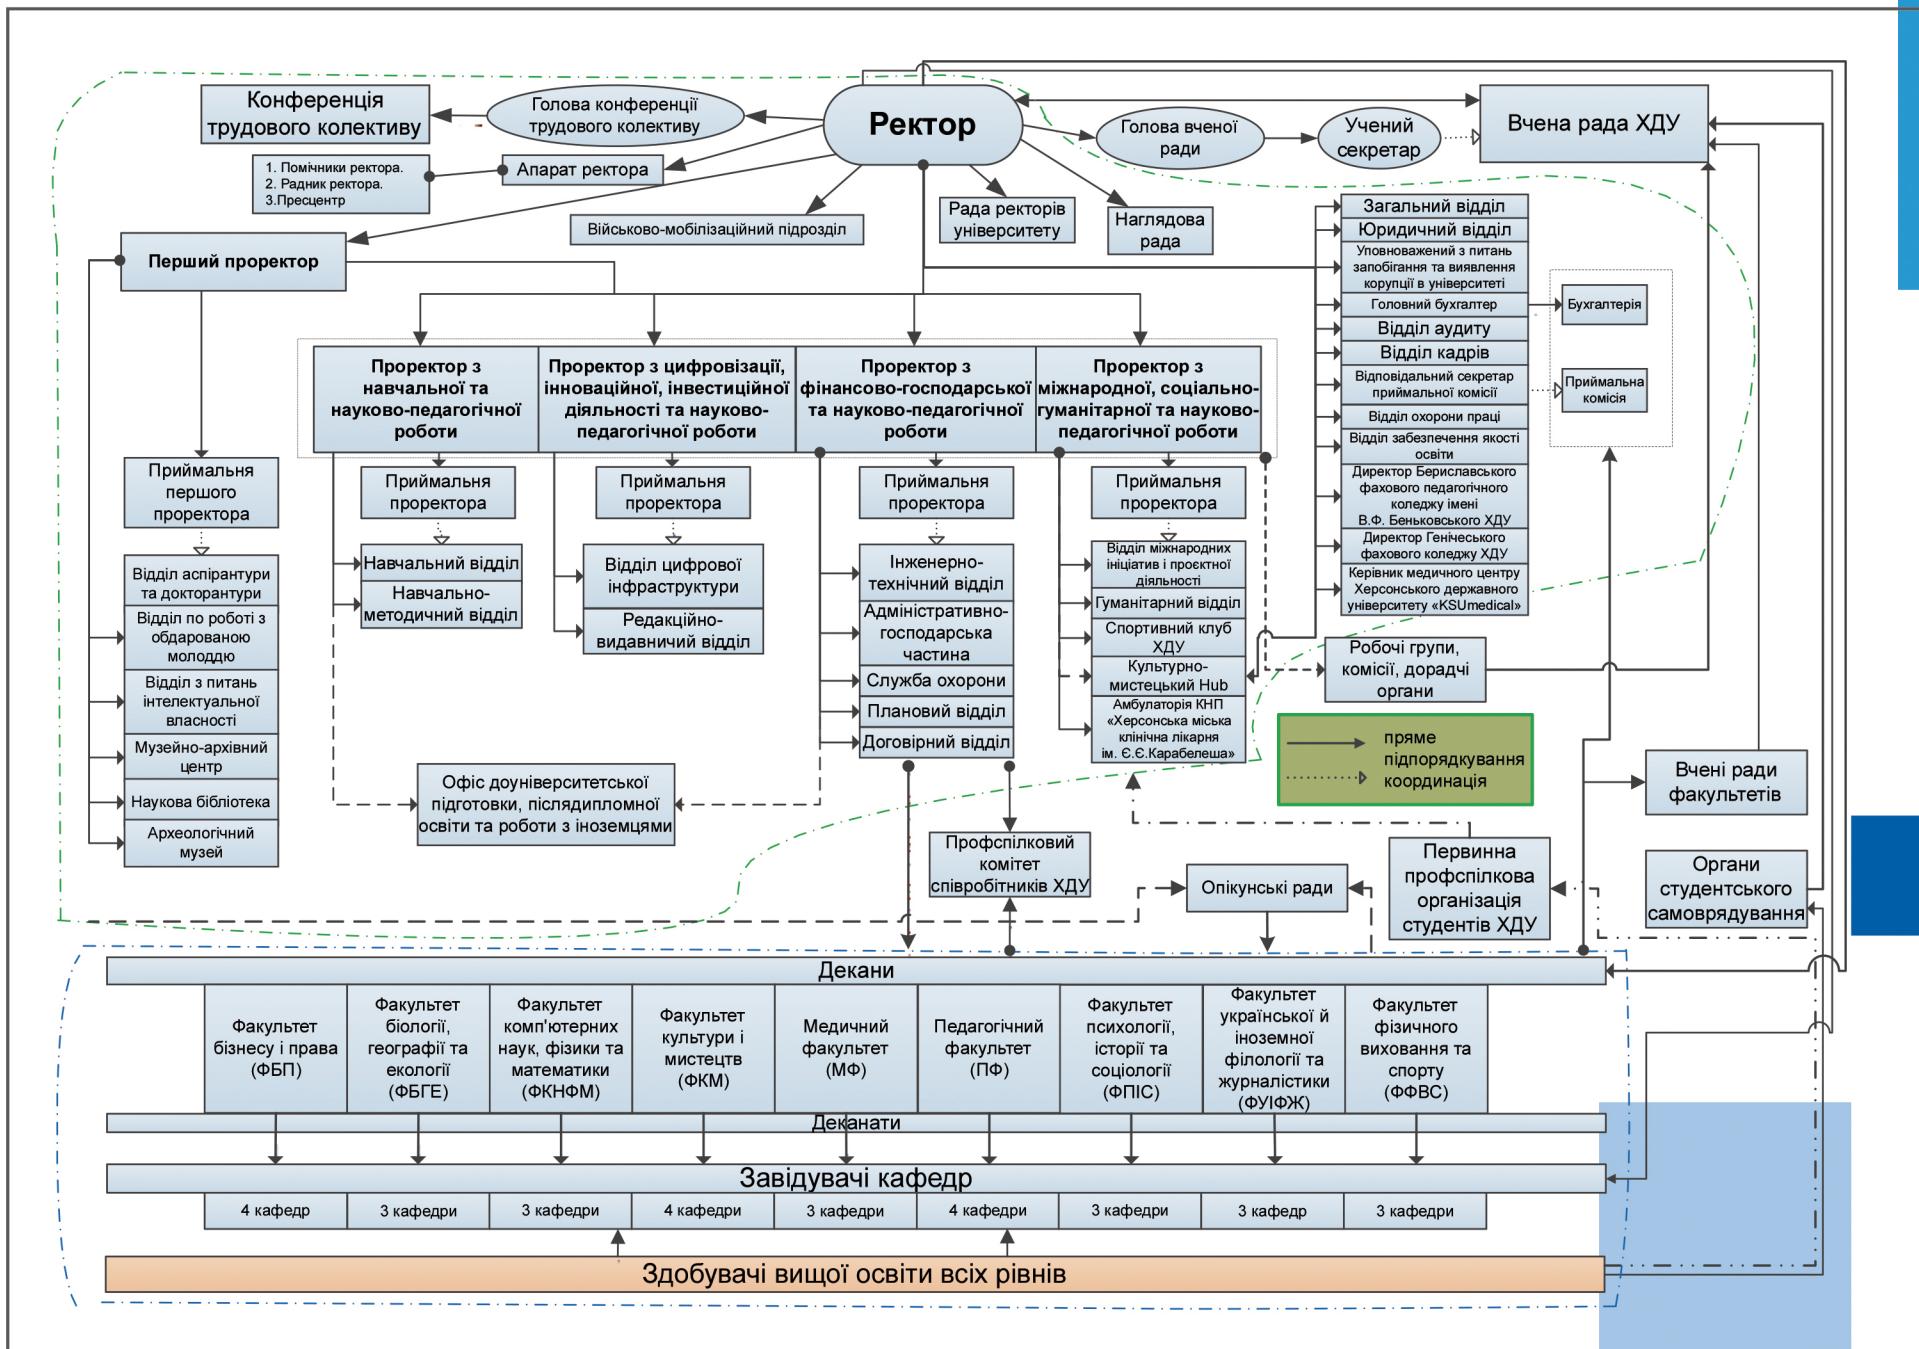 Конференція
трудового колективу
Голова конференції
трудового колективу
Ректор
Голова вченої
ради
Учений
секретар
Вчена рада ХДУ
1. Помічники ректора.
2. Радник ректора.
3.Пресцентр
Апарат ректора
Військово-мобілізаційний підрозділ
Рада ректорів
університету
Наглядова
рада
Перший проректор
Загальний відділ
Юридичний відділ
Уповноважений з питань
запобігання та виявлення
корупції в університеті
Головний бухгалтер
Відділ аудиту
Відділ кадрів
Відповідальний секретар
приймальної комісії
Відділ охорони праці
Відділ забезпечення якості
освіти
Директор Бериславського
фахового педагогічного
коледжу імені
В.Ф. Беньковського ХДУ
Директор Генічеського
фахового коледжу ХДУ
Керівник медичного центру
Херсонського державного
університету «KSUmedical»
Бухгалтерія
Приймальна
комісія
Проректор з
навчальної та
науково-педагогічної
роботи
Проректор з цифровізації,
інноваційної, інвестиційної
діяльності та науково-
педагогічної роботи
Проректор з
фінансово-господарської
та науково-педагогічної
роботи
Проректор з
міжнародної, соціально-
гуманітарної та науково-
педагогічної роботи
Приймальня
першого
проректора
Приймальня
проректора
Приймальня
проректора
Приймальня
проректора
Приймальня
проректора
Відділ аспірантури
та докторантури
Відділ по роботі з
обдарованою
молоддю
Відділ з питань
інтелектуальної
власності
Музейно-архівний
центр
Наукова бібліотека
Археологічний
музей
Навчальний відділ
Навчально-
методичний відділ
Відділ цифрової
інфраструктури
Редакційно-
видавничий відділ
Інженерно-
технічний відділ
Адміністративно-
господарська
частина
Служба охорони
Плановий відділ
Договірний відділ
Відділ міжнародних
ініціатив і проєктної
діяльності
Гуманітарний відділ
Спортивний клуб
ХДУ
Культурно-
мистецький Hub
Амбулаторія КНП
«Херсонська міська
клінічна лікарня
ім. Є.Є.Карабелеша»
Робочі групи,
комісії, дорадчі
органи
пряме
підпорядкування
координація
Офіс доуніверситетської
підготовки, післядипломної
освіти та роботи з іноземцями
Профспілковий
комітет
співробітників ХДУ
Опікунські ради
Первинна
профспілкова
організація
студентів ХДУ
Вчені ради
факультетів
Органи
студентського
самоврядування
Декани
Факультет
бізнесу і права
(ФБП)
Факультет
біології,
географії та
екології
(ФБГЕ)
Факультет
комп'ютерних
наук, фізики та
математики
(ФКНФМ)
Факультет
культури і
мистецтв
(ФКМ)
Медичний
факультет
(МФ)
Педагогічний
факультет
(ПФ)
Факультет
психології,
історії та
соціології
(ФПІС)
Факультет
української й
іноземної
філології та
журналістики
(ФУІФЖ)
Факультет
фізичного
виховання та
спорту
(ФФВС)
Деканати
Завідувачі кафедр
4 кафедр
3 кафедри
3 кафедри
4 кафедри
3 кафедри
4 кафедри
3 кафедри
3 кафедр
3 кафедри
Здобувачі вищої освіти всіх рівнів